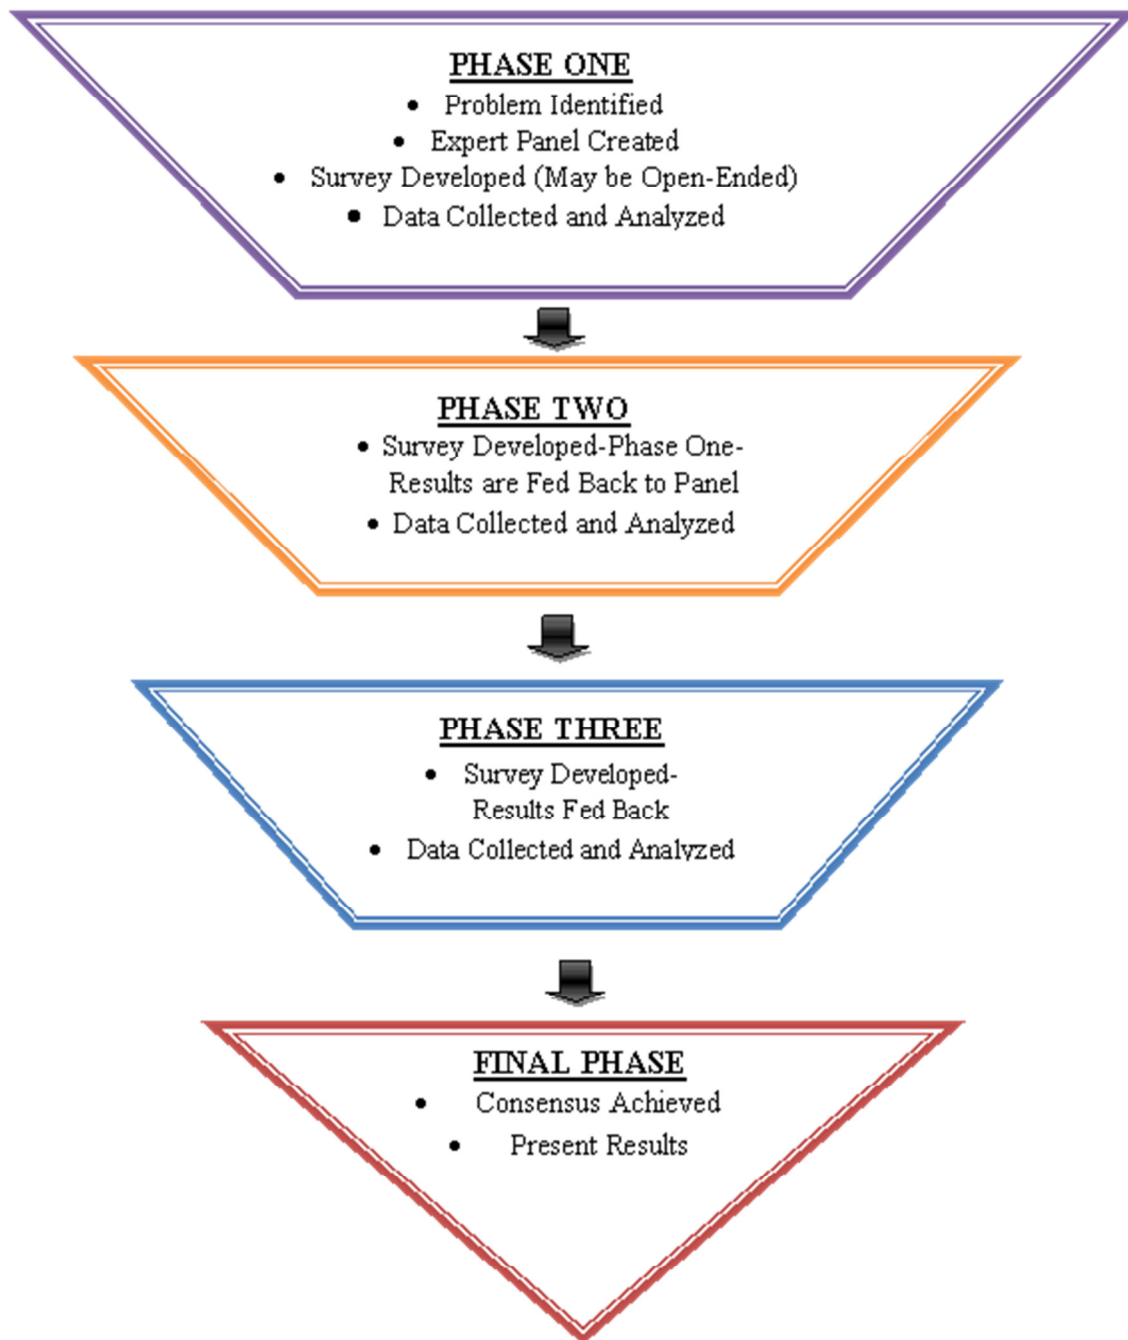 PHASE ONE
• Problem Identified
• Expert Panel Created
• Survey Developed (May be Open-Ended)
• Data Collected and Analyzed
PHASE TWO
• Survey Developed-Phase One-
Results are Fed Back to Panel
• Data Collected and Analyzed
PHASE THREE
• Survey Developed-
Results Fed Back
• Data Collected and Analyzed
FINAL PHASE
• Consensus Achieved
• Present Results